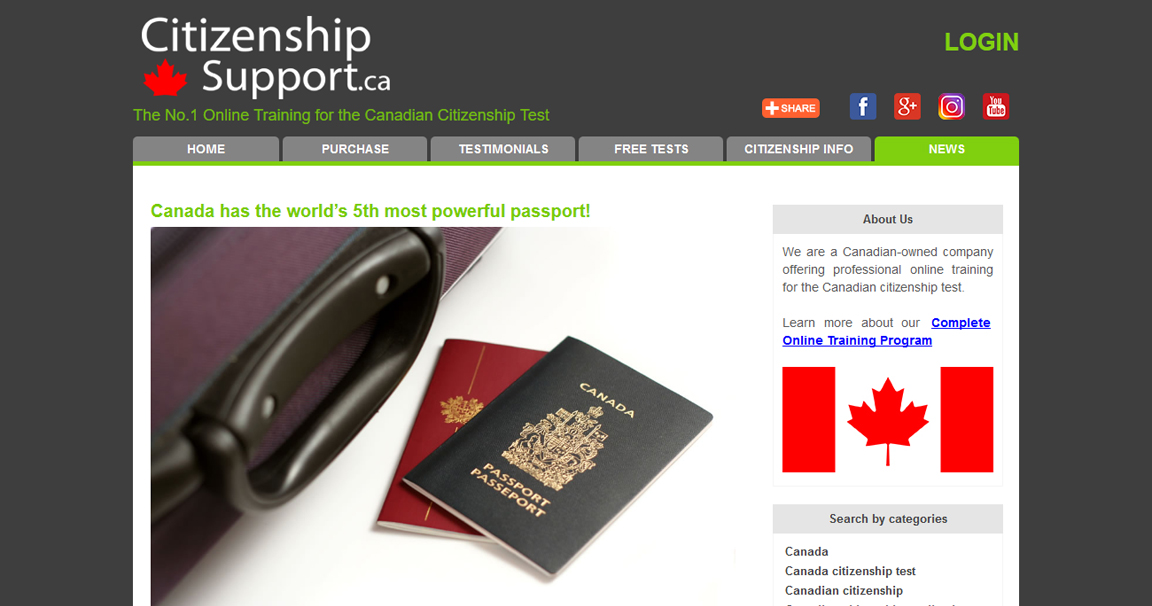 Citizenship
Support.ca
LOGIN
The No.1 Online Training for the Canadian Citizenship Test
SHARE
f
g+
You
Tube
HOME
PURCHASE
TESTIMONIALS
FREE TESTS
CITIZENSHIP INFO
NEWS
Canada has the world’s 5th most powerful passport!
CANADA
PASSPORT
PASSEPORT
About Us
We are a Canadian-owned company
offering professional online training
for the Canadian citizenship test.
Learn more about our Complete
Online Training Program
Search by categories
Canada
Canada citizenship test
Canadian citizenship